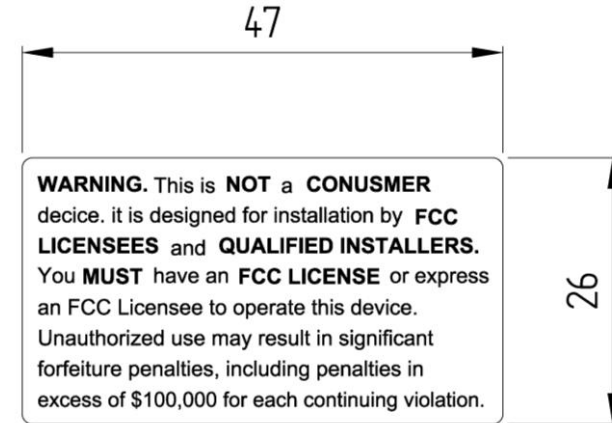 47
WARNING. This is NOT a CONUSMER
decice. it is designed for installation by FCC
LICENSEES and QUALIFIED INSTALLERS.
You MUST have an FCC LICENSE or express
an FCC Licensee to operate this device.
Unauthorized use may result in significant
forfeiture penalties, including penalties in
excess of $100,000 for each continuing violation.
26